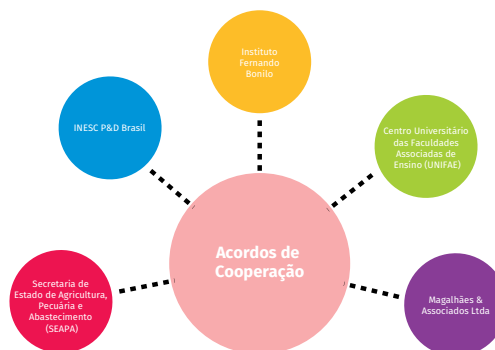 Instituto
Fernando
Bonilo
INESC P&D Brasil
Centro Universitário
das Faculdades
Associadas de
Ensino (UNIFAE)
Acordos de
Cooperação
Secretaria de
Estado de Agricultura,
Pecuária e
Abastecimento
(SEAPA)
Magalhães &
Associados Ltda